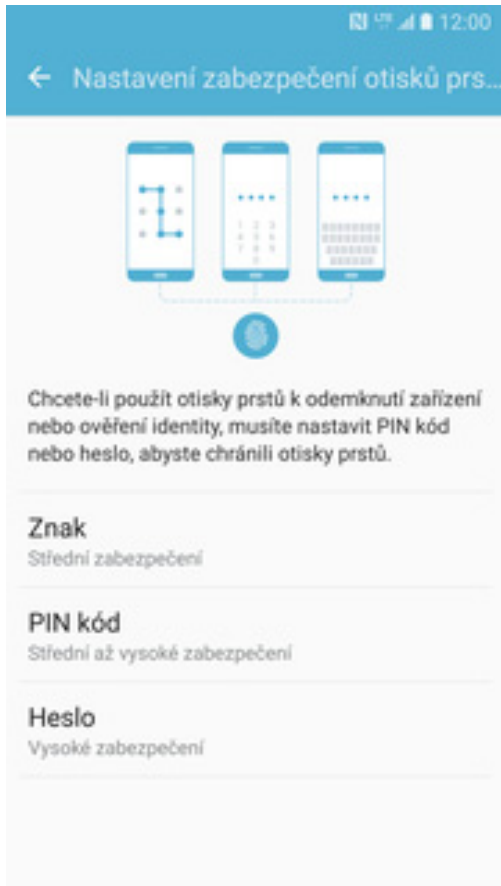 LTE 12:00
Nastavení zabezpečení otisků prs...
Chcete-li použít otisky prstů k odemknutí zařízení
nebo ověření identity, musíte nastavit PIN kód
nebo heslo, abyste chránili otisky prstů.
Znak
Střední zabezpečení
PIN kód
Střední až vysoké zabezpečení
Heslo
Vysoké zabezpečení